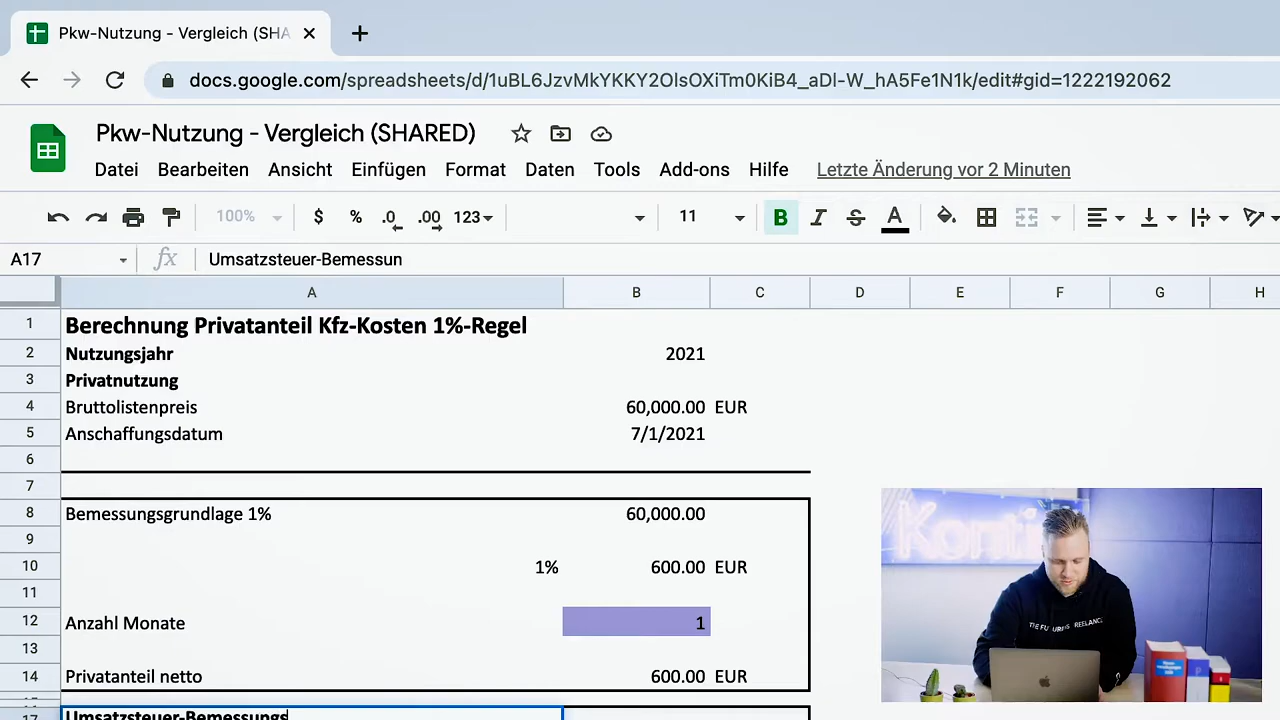 Pkw-Nutzung - Vergleich (SHA
docs.google.com/spreadsheets/d/1uBL6JzvMkYKKY2OlsOXiTm0KiB4_aDl-W_hA5Fe1N1k/edit#gid=1222192062
Pkw-Nutzung - Vergleich (SHARED)
Datei Bearbeiten Ansicht Einfügen Format Daten Tools Add-ons Hilfe Letzte Änderung vor 2 Minuten
100% $ % .0 .00 123 11 B I S A
A17 fx Umsatzsteuer-Bemessun
A B C D E F G H
1 Berechnung Privatanteil Kfz-Kosten 1%-Regel
2 Nutzungsjahr 2021
3 Privatnutzung
4 Bruttolistenpreis 60,000.00 EUR
5 Anschaffungsdatum 7/1/2021
6
7
8 Bemessungsgrundlage 1% 60,000.00
9
10 1% 600.00 EUR
11
12 Anzahl Monate 1
13
14 Privatanteil netto 600.00 EUR
17 Umsatzsteuer-Bemessungs